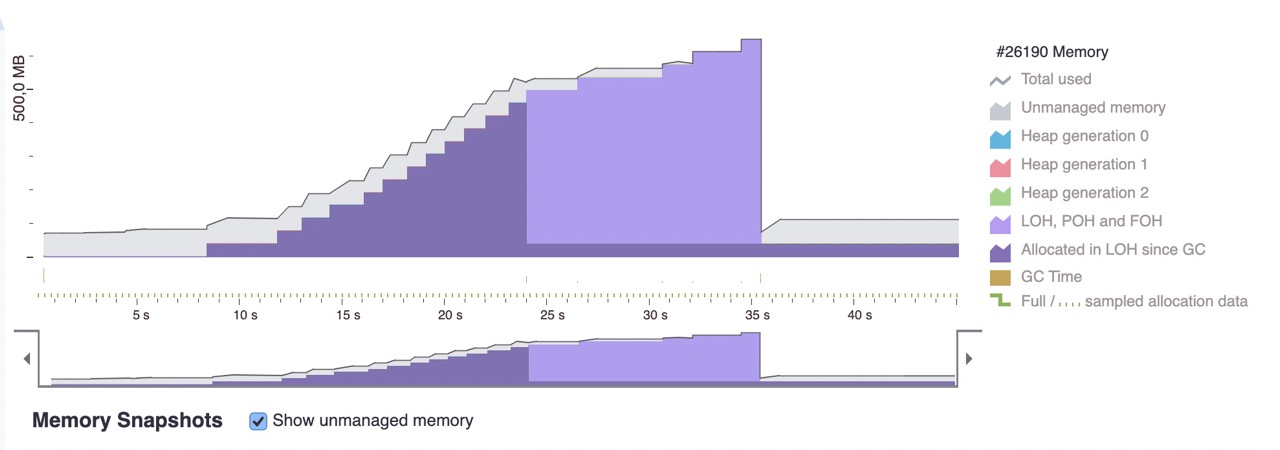 500,0 MB
#26190 Memory
Total used
Unmanaged memory
Heap generation 0
Heap generation 1
Heap generation 2
LOH, POH and FOH
Allocated in LOH since GC
GC Time
Full / .... sampled allocation data
5 s 10 s 15 s 20 s 25 s 30 s 35 s 40 s
Memory Snapshots Show unmanaged memory